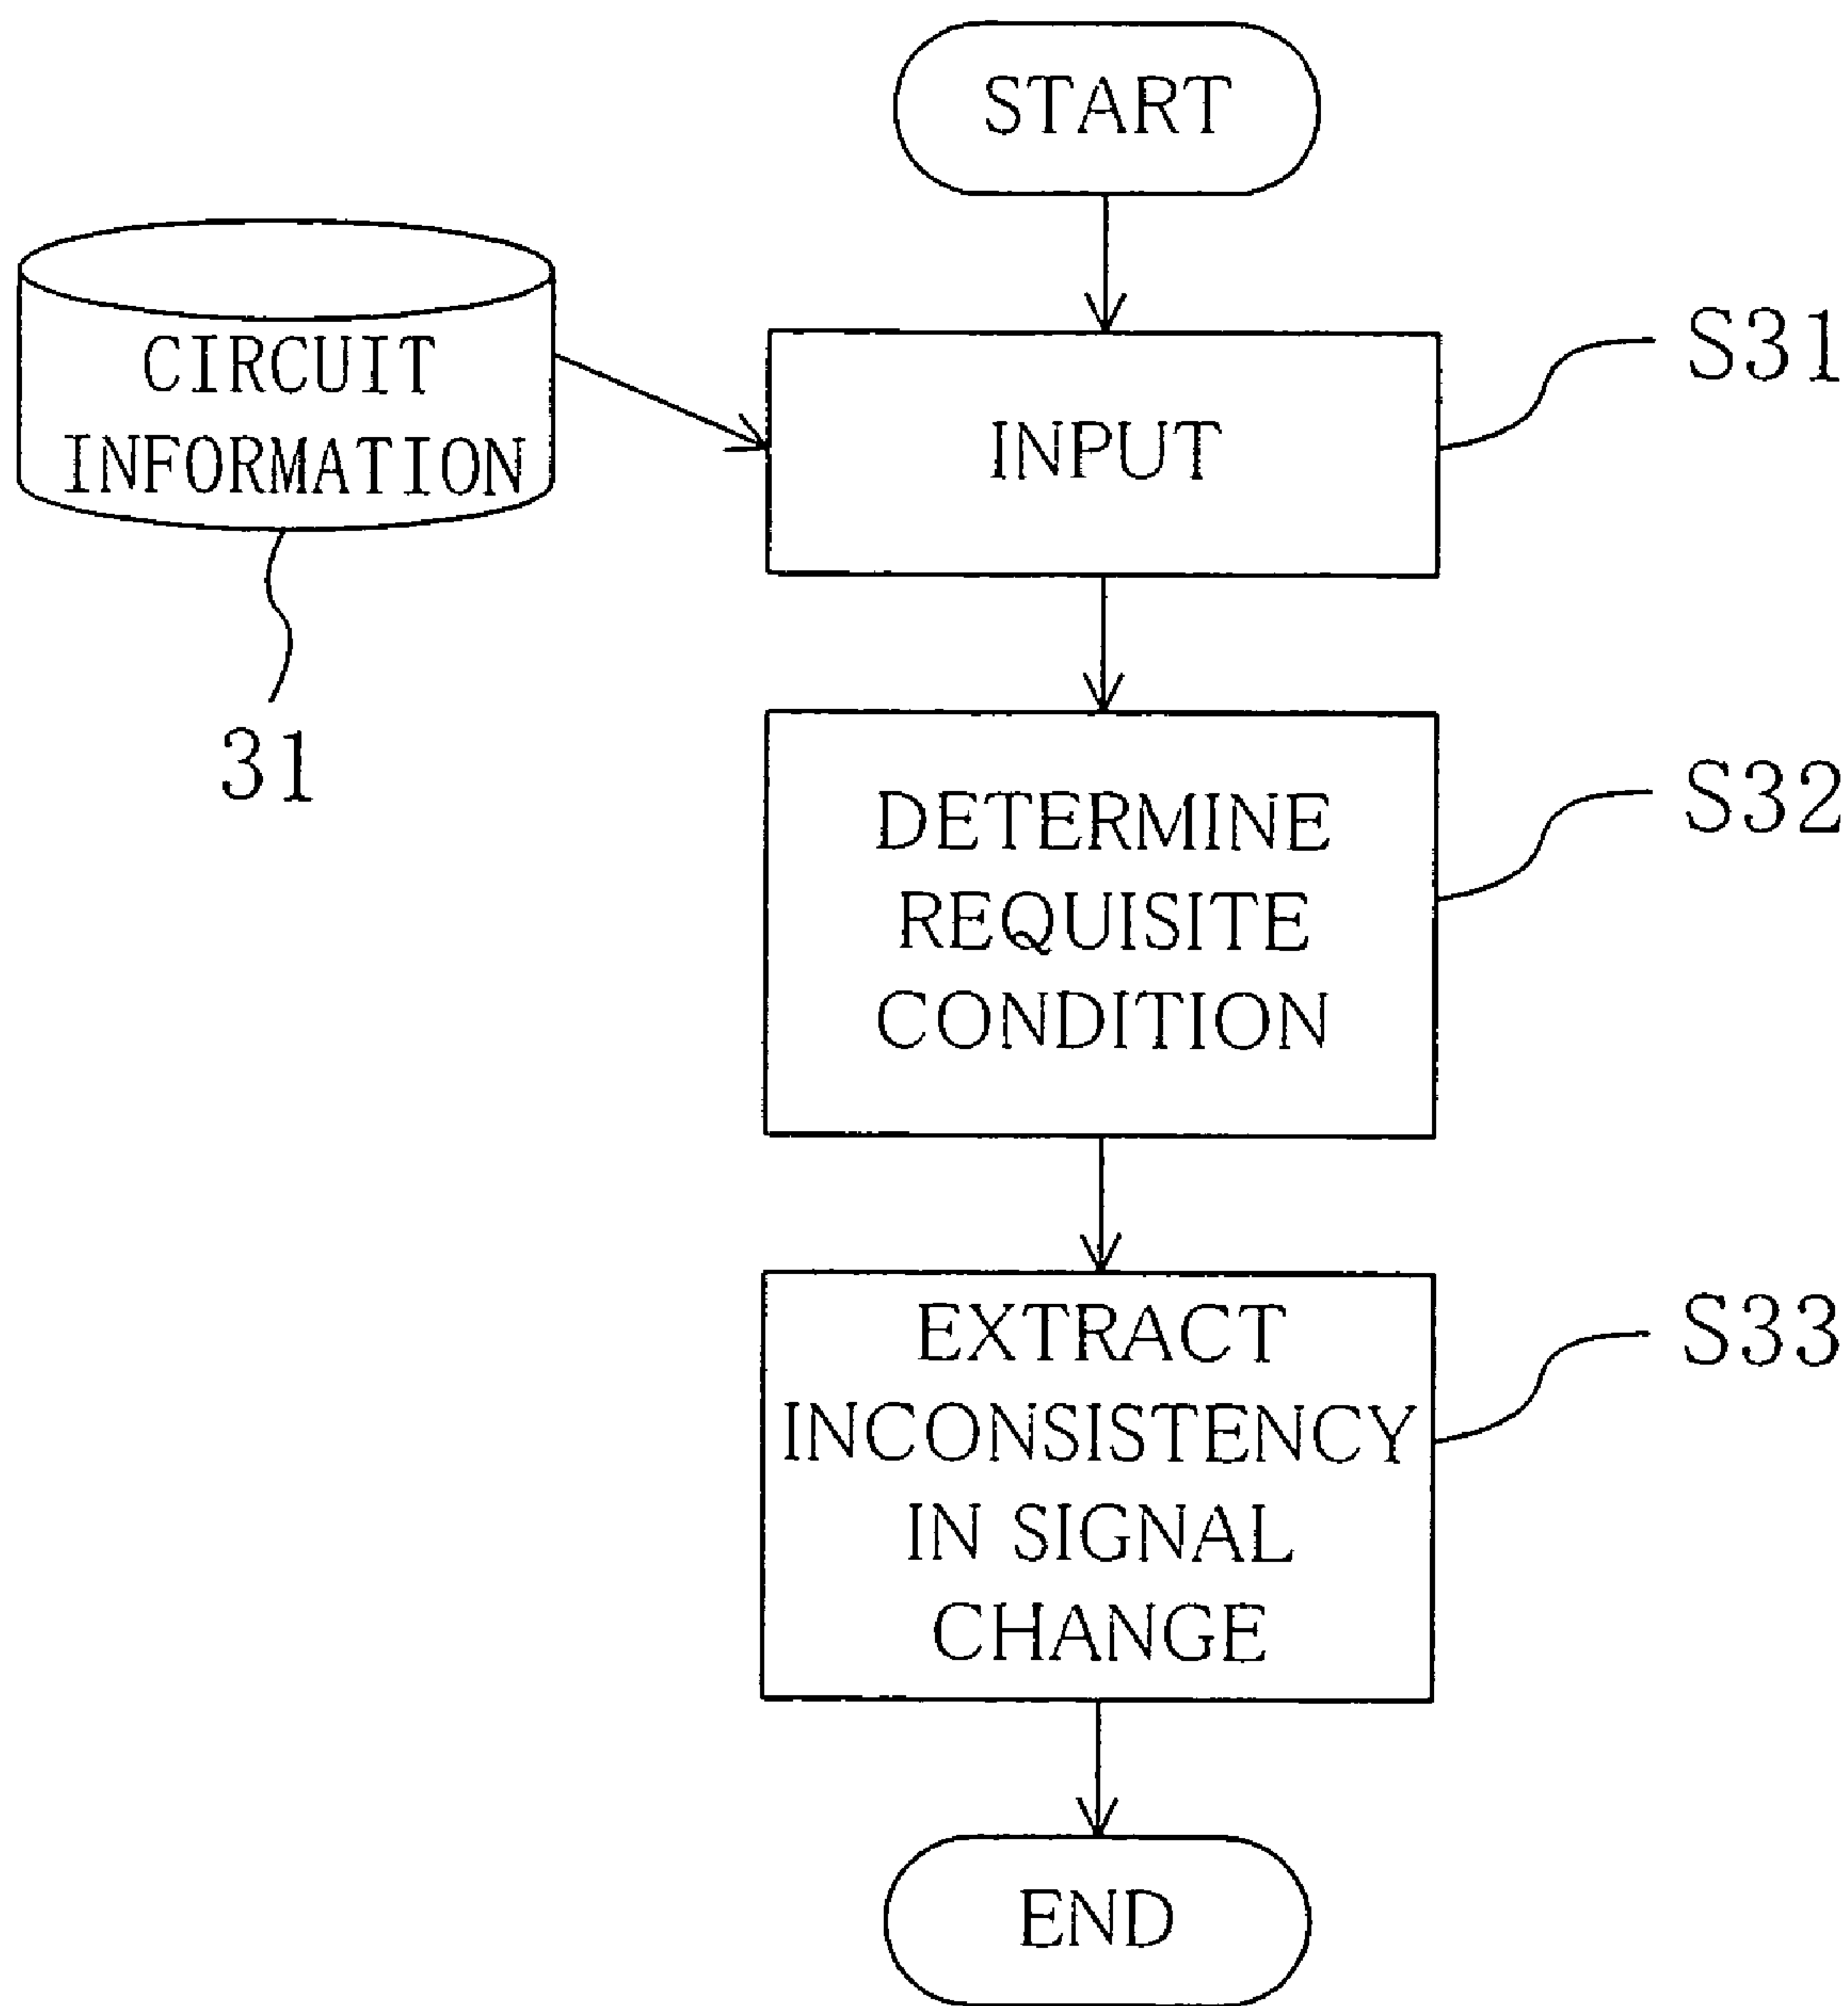 START
CIRCUIT
INFORMATION
31
INPUT
S31
DETERMINE
REQUISITE
CONDITION
S32
EXTRACT
INCONSISTENCY
IN SIGNAL
CHANGE
S33
END